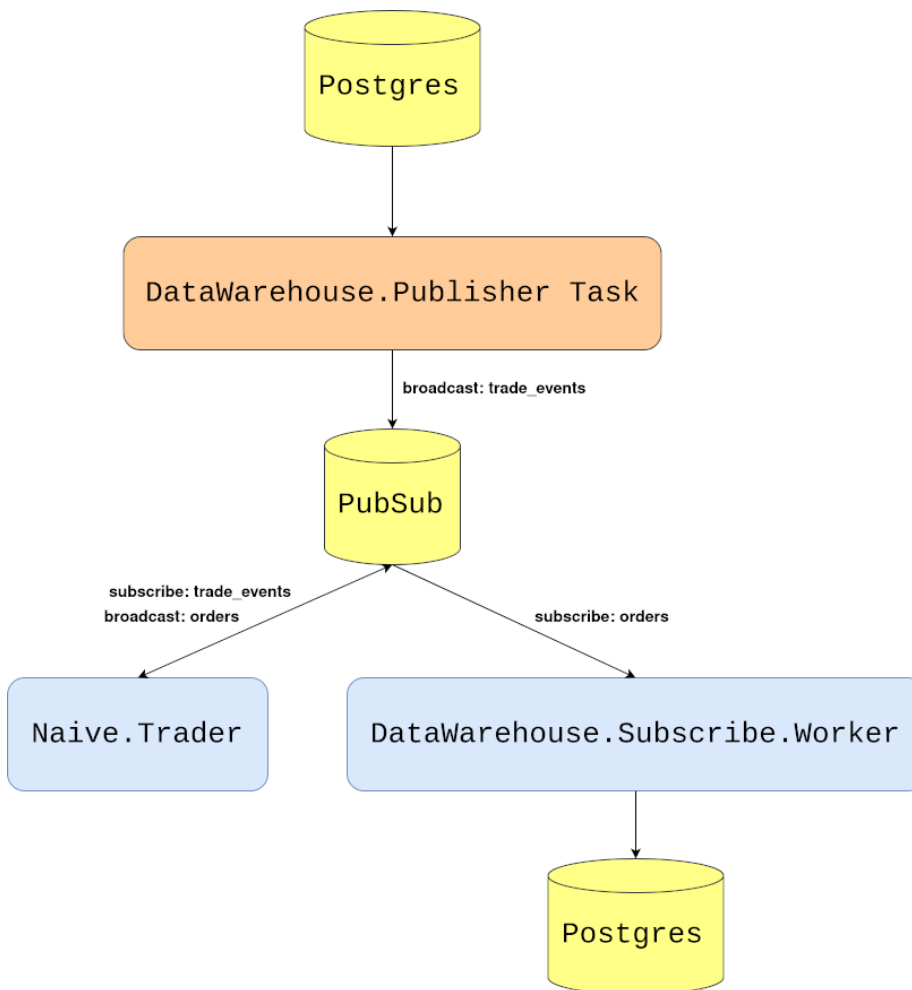 Postgres
DataWarehouse.Publisher Task
broadcast: trade_events
PubSub
subscribe: trade_events
broadcast: orders
subscribe: orders
Naive.Trader
DataWarehouse.Subscribe.Worker
Postgres